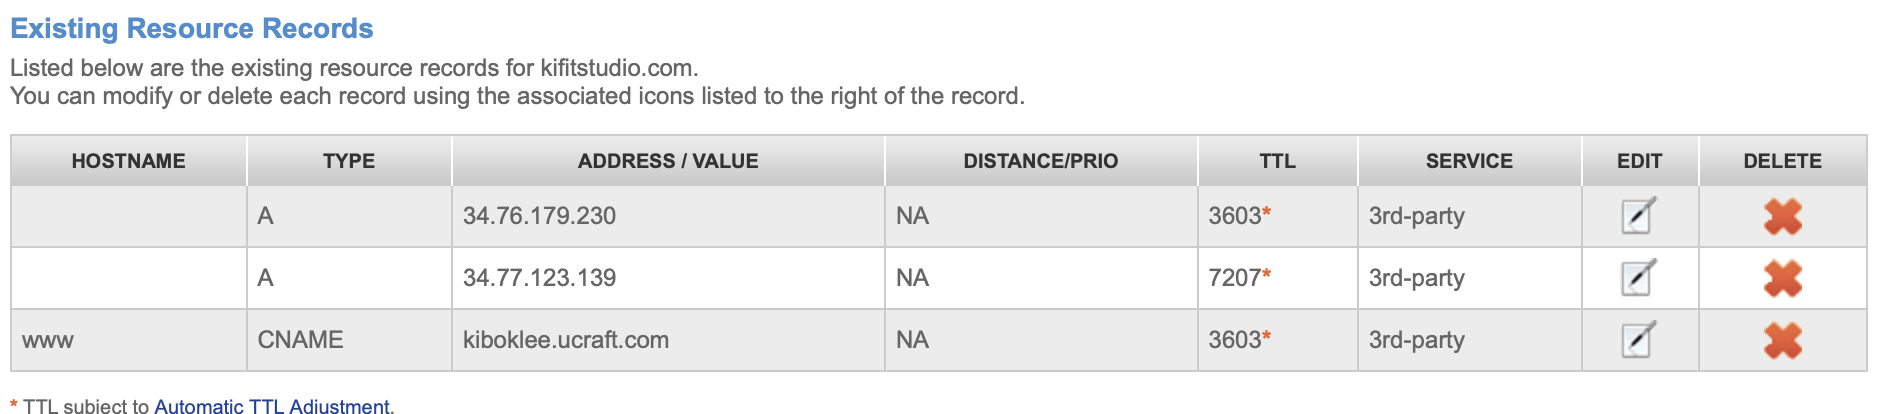 Existing Resource Records
Listed below are the existing resource records for kifitstudio.com.
You can modify or delete each record using the associated icons listed to the right of the record.
HOSTNAME TYPE ADDRESS / VALUE DISTANCE/PRIO TTL SERVICE EDIT DELETE
A 34.76.179.230 NA 3603* 3rd-party
A 34.77.123.139 NA 7207* 3rd-party
www CNAME kiboklee.ucraft.com NA 3603* 3rd-party
* TTL subject to Automatic TTL Adjustment.